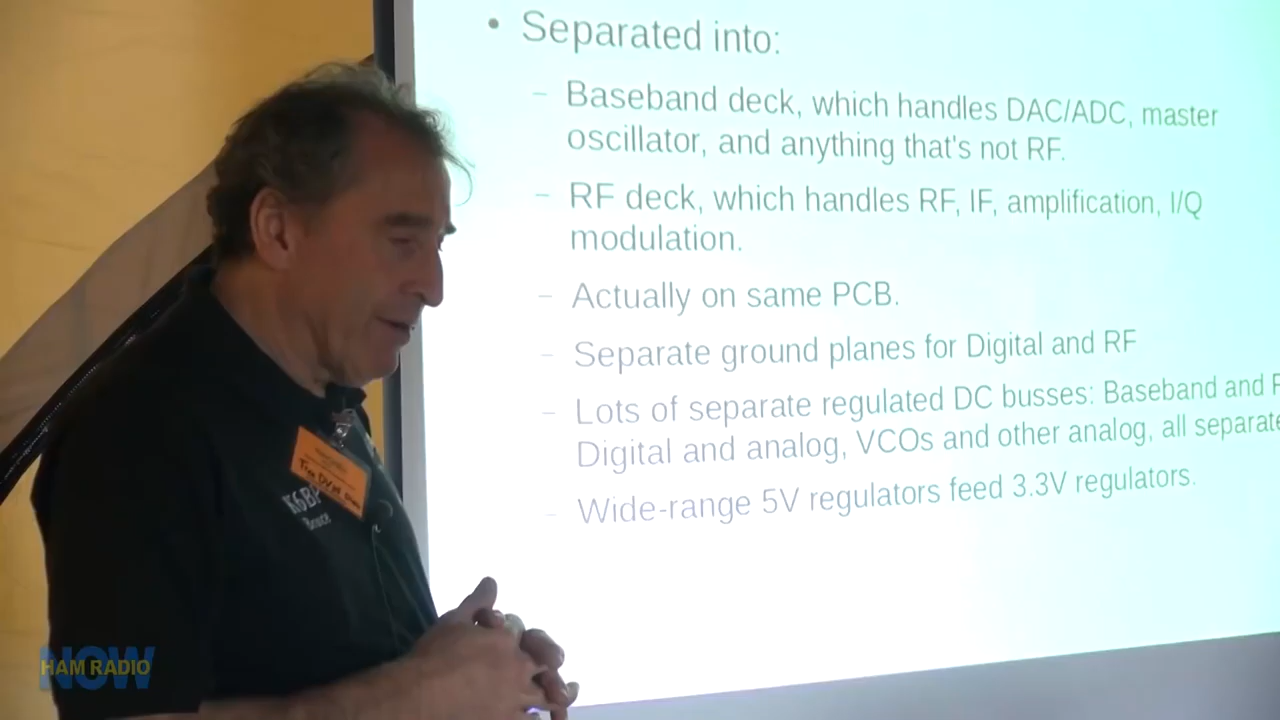 • Separated into:
– Baseband deck, which handles DAC/ADC, master
oscillator, and anything that's not RF.
– RF deck, which handles RF, IF, amplification, I/Q
modulation.
– Actually on same PCB.
– Separate ground planes for Digital and RF
– Lots of separate regulated DC busses: Baseband and
Digital and analog, VCOs and other analog, all separate
– Wide-range 5V regulators feed 3.3V regulators.
K6BP
Bruce
HAM RADIO
NOW